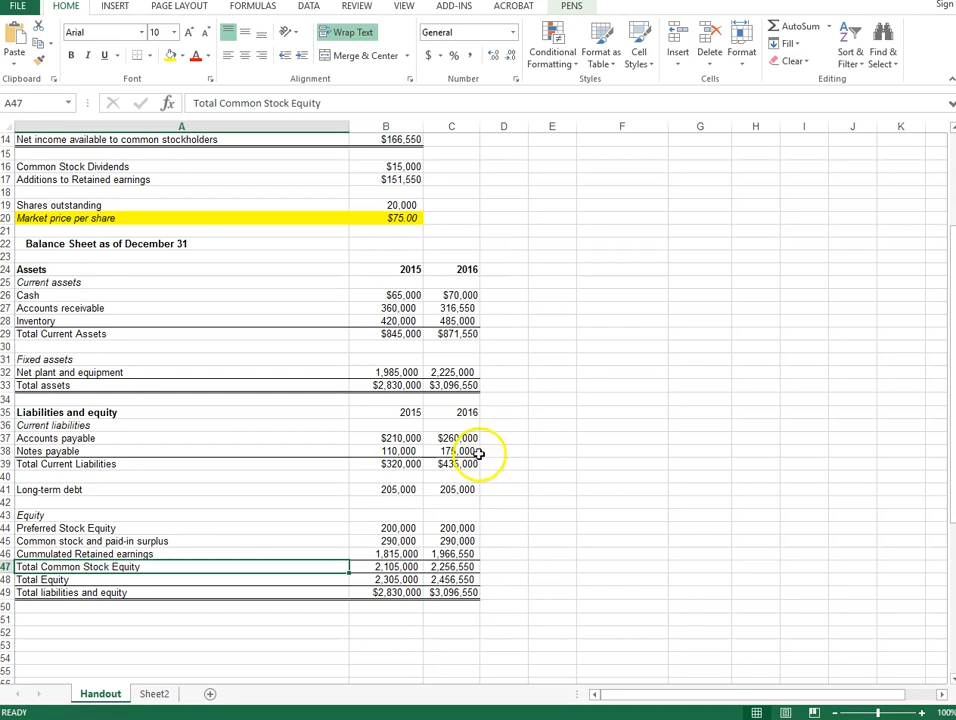 FILE HOME INSERT PAGE LAYOUT FORMULAS DATA REVIEW VIEW ADD-INS ACROBAT PENS Sign
Arial 10 Wrap Text General AutoSum
Paste B I U Merge & Center $ % , Conditional Formatting Format as Table Cell Styles Insert Delete Format Fill Clear Sort & Filter Find & Select
Clipboard Font Alignment Number Styles Cells Editing
A47 fx Total Common Stock Equity
A B C D E F G H I J K
14 Net income available to common stockholders $166,550
15
16 Common Stock Dividends $15,000
17 Additions to Retained earnings $151,550
18
19 Shares outstanding 20,000
20 Market price per share $75.00
21
22 Balance Sheet as of December 31
23
24 Assets 2015 2016
25 Current assets
26 Cash $65,000 $70,000
27 Accounts receivable 360,000 316,550
28 Inventory 420,000 485,000
29 Total Current Assets $845,000 $871,550
30
31 Fixed assets
32 Net plant and equipment 1,985,000 2,225,000
33 Total assets $2,830,000 $3,096,550
34
35 Liabilities and equity 2015 2016
36 Current liabilities
37 Accounts payable $210,000 $260,000
38 Notes payable 110,000 175,000
39 Total Current Liabilities $320,000 $435,000
40
41 Long-term debt 205,000 205,000
42
43 Equity
44 Preferred Stock Equity 200,000 200,000
45 Common stock and paid-in surplus 290,000 290,000
46 Cummulated Retained earnings 1,815,000 1,966,550
47 Total Common Stock Equity 2,105,000 2,256,550
48 Total Equity 2,305,000 2,456,550
49 Total liabilities and equity $2,830,000 $3,096,550
50
51
52
53
54
55
Handout Sheet2
READY 100%